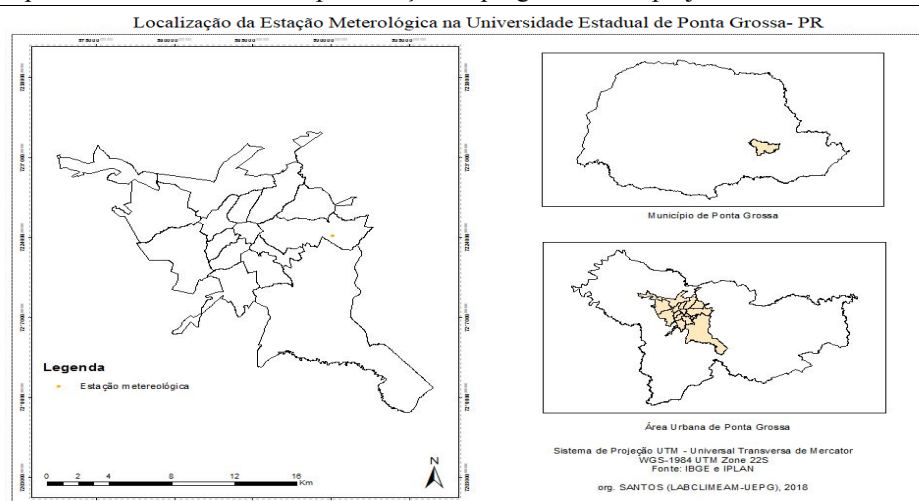 Localização da Estação Meterológica na Universidade Estadual de Ponta Grossa- PR
Legenda
Estação metereológica
0 2 4 8 12 16
Km
N
Município de Ponta Grossa
Área Urbana de Ponta Grossa
Sistema de Projeção UTM - Universal Transversa de Mercator
WGS-1984 UTM Zone 22S
Fonte: IBGE e IPLAN
org. SANTOS (LABCLIMEAM-UEPG), 2018